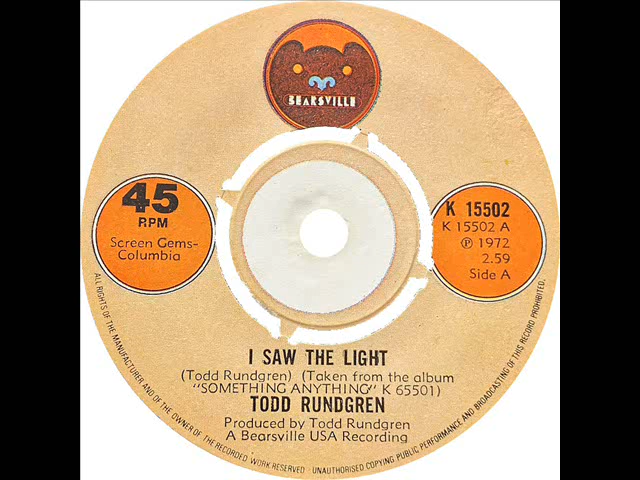 BEARSVILLE
45
RPM
Screen Gems-
Columbia
K 15502
K 15502 A
℗ 1972
2.59
Side A
I SAW THE LIGHT
(Todd Rundgren) (Taken from the album
"SOMETHING ANYTHING" K 65501)
TODD RUNDGREN
Produced by Todd Rundgren
A Bearsville USA Recording
ALL RIGHTS OF THE MANUFACTURER AND OF THE OWNER OF THE RECORDED WORK RESERVED UNAUTHORISED COPYING PUBLIC PERFORMANCE AND BROADCASTING OF THIS RECORD PROHIBITED.